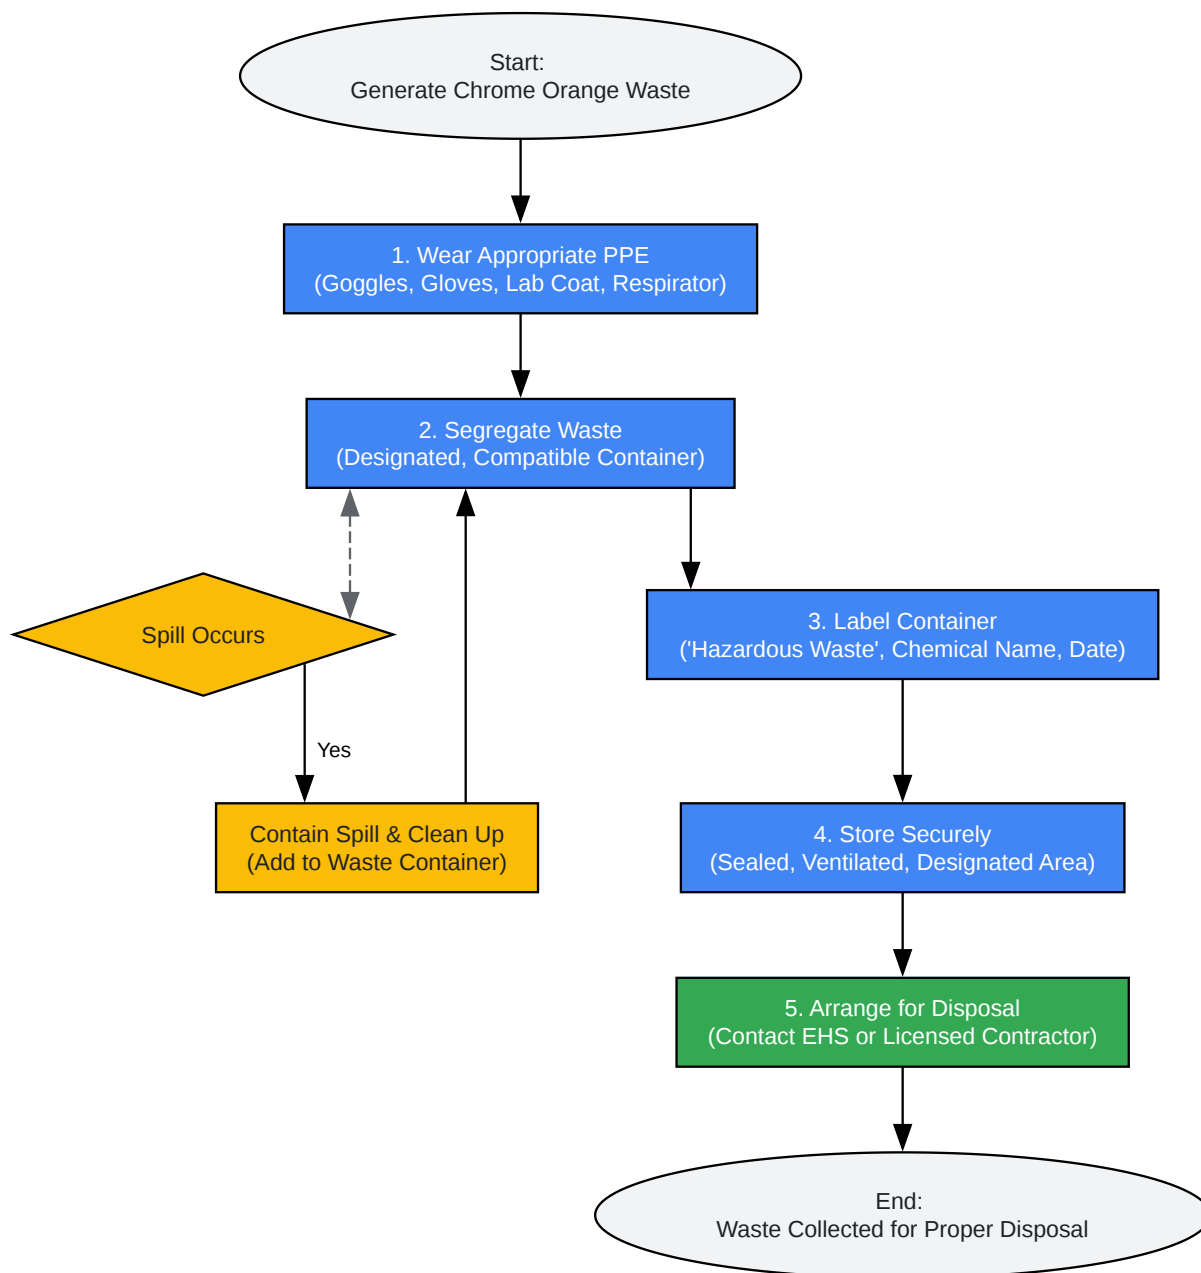 Start:
Generate Chrome Orange Waste
1. Wear Appropriate PPE
(Goggles, Gloves, Lab Coat, Respirator)
2. Segregate Waste
(Designated, Compatible Container)
Spill Occurs
3. Label Container
('Hazardous Waste', Chemical Name, Date)
Yes
Contain Spill & Clean Up
(Add to Waste Container)
4. Store Securely
(Sealed, Ventilated, Designated Area)
5. Arrange for Disposal
(Contact EHS or Licensed Contractor)
End:
Waste Collected for Proper Disposal